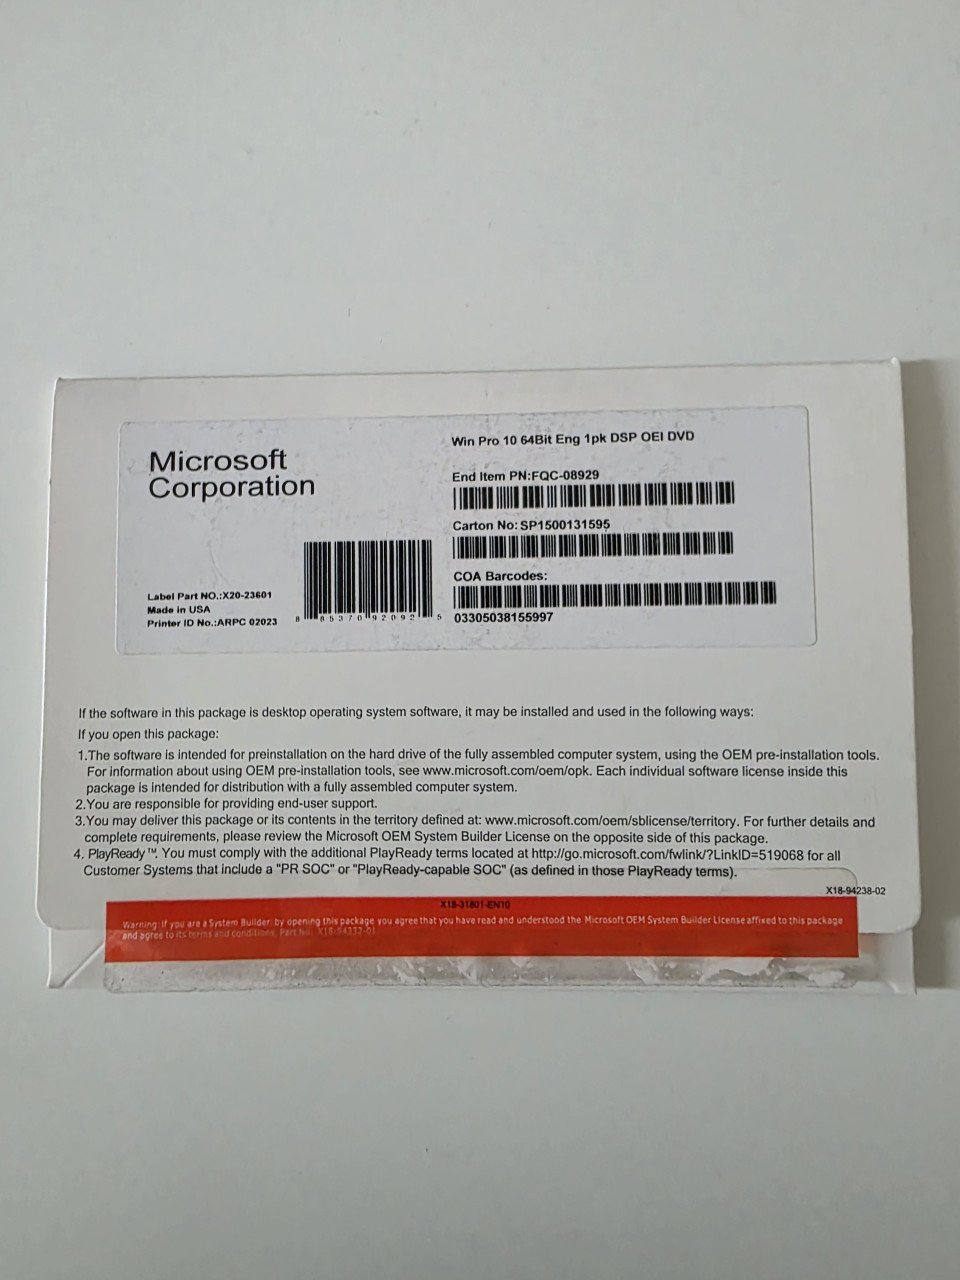 Microsoft
Corporation
Win Pro 10 64Bit Eng 1pk DSP OEI DVD
End Item PN:FQC-08929
Carton No: SP1500131595
COA Barcodes:
03305038155997
Label Part NO.:X20-23601
Made in USA
Printer ID No.:ARPC 02023
8 85370 92092 5
If the software in this package is desktop operating system software, it may be installed and used in the following ways:
If you open this package:
1.The software is intended for preinstallation on the hard drive of the fully assembled computer system, using the OEM pre-installation tools.
For information about using OEM pre-installation tools, see www.microsoft.com/oem/opk. Each individual software license inside this
package is intended for distribution with a fully assembled computer system.
2.You are responsible for providing end-user support.
3.You may deliver this package or its contents in the territory defined at: www.microsoft.com/oem/sblicense/territory. For further details and
complete requirements, please review the Microsoft OEM System Builder License on the opposite side of this package.
4. PlayReady™. You must comply with the additional PlayReady terms located at http://go.microsoft.com/fwlink/?LinkID=519068 for all
Customer Systems that include a "PR SOC" or "PlayReady-capable SOC" (as defined in those PlayReady terms).
X18-94238-02
X18-31801-EN10
Warning: If you are a System Builder, by opening this package you agree that you have read and understood the Microsoft OEM System Builder License affixed to this package
and agree to its terms and conditions. Part No. X18-94232-01